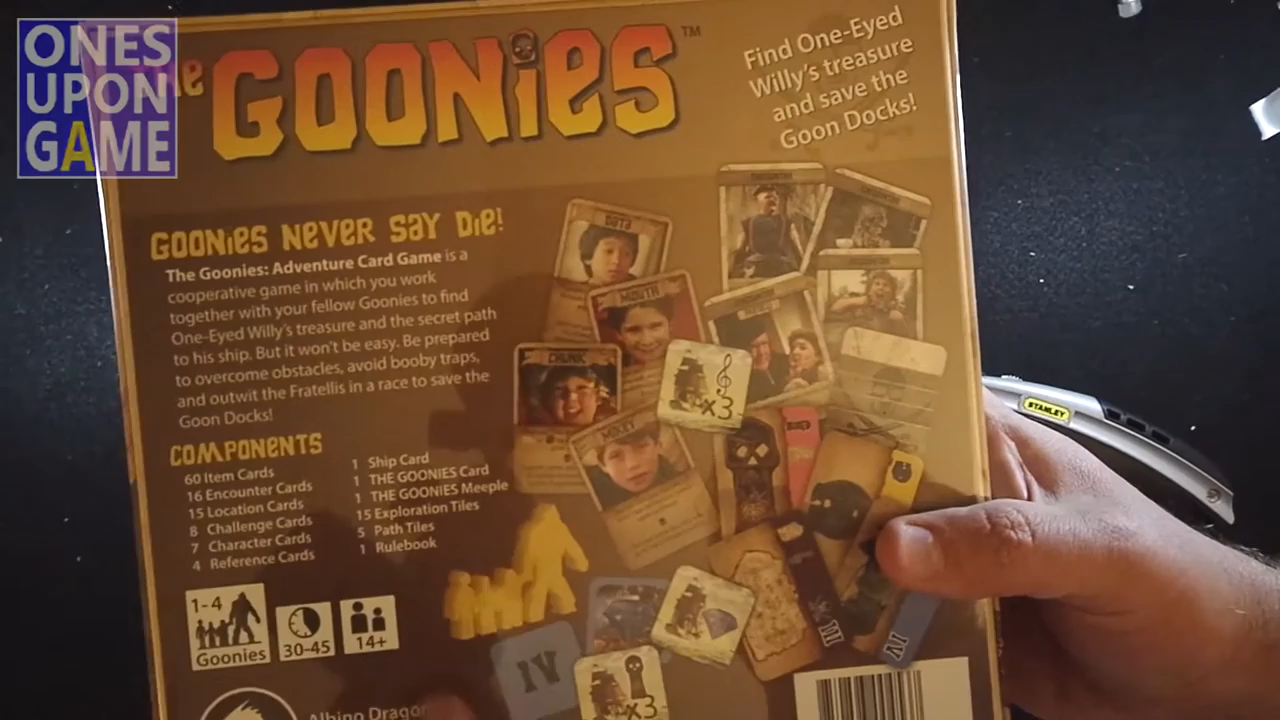 ONES
UPON
GAME
The GOONIES™
Find One-Eyed
Willy's treasure
and save the
Goon Docks!
GOONIES NEVER SAY DIE!
The Goonies: Adventure Card Game is a
cooperative game in which you work
together with your fellow Goonies to find
One-Eyed Willy's treasure and the secret path
to his ship. But it won't be easy. Be prepared
to overcome obstacles, avoid booby traps,
and outwit the Fratellis in a race to save the
Goon Docks!
COMPONENTS
60 Item Cards
16 Encounter Cards
15 Location Cards
8 Challenge Cards
7 Character Cards
4 Reference Cards
1 Ship Card
1 THE GOONIES Card
1 THE GOONIES Meeple
15 Exploration Tiles
5 Path Tiles
1 Rulebook
1-4
Goonies
30-45
14+
Albino Dragon
DATA
MOUTH
CHUNK
MIKEY
x3
III
IV
IV
x3
STANLEY